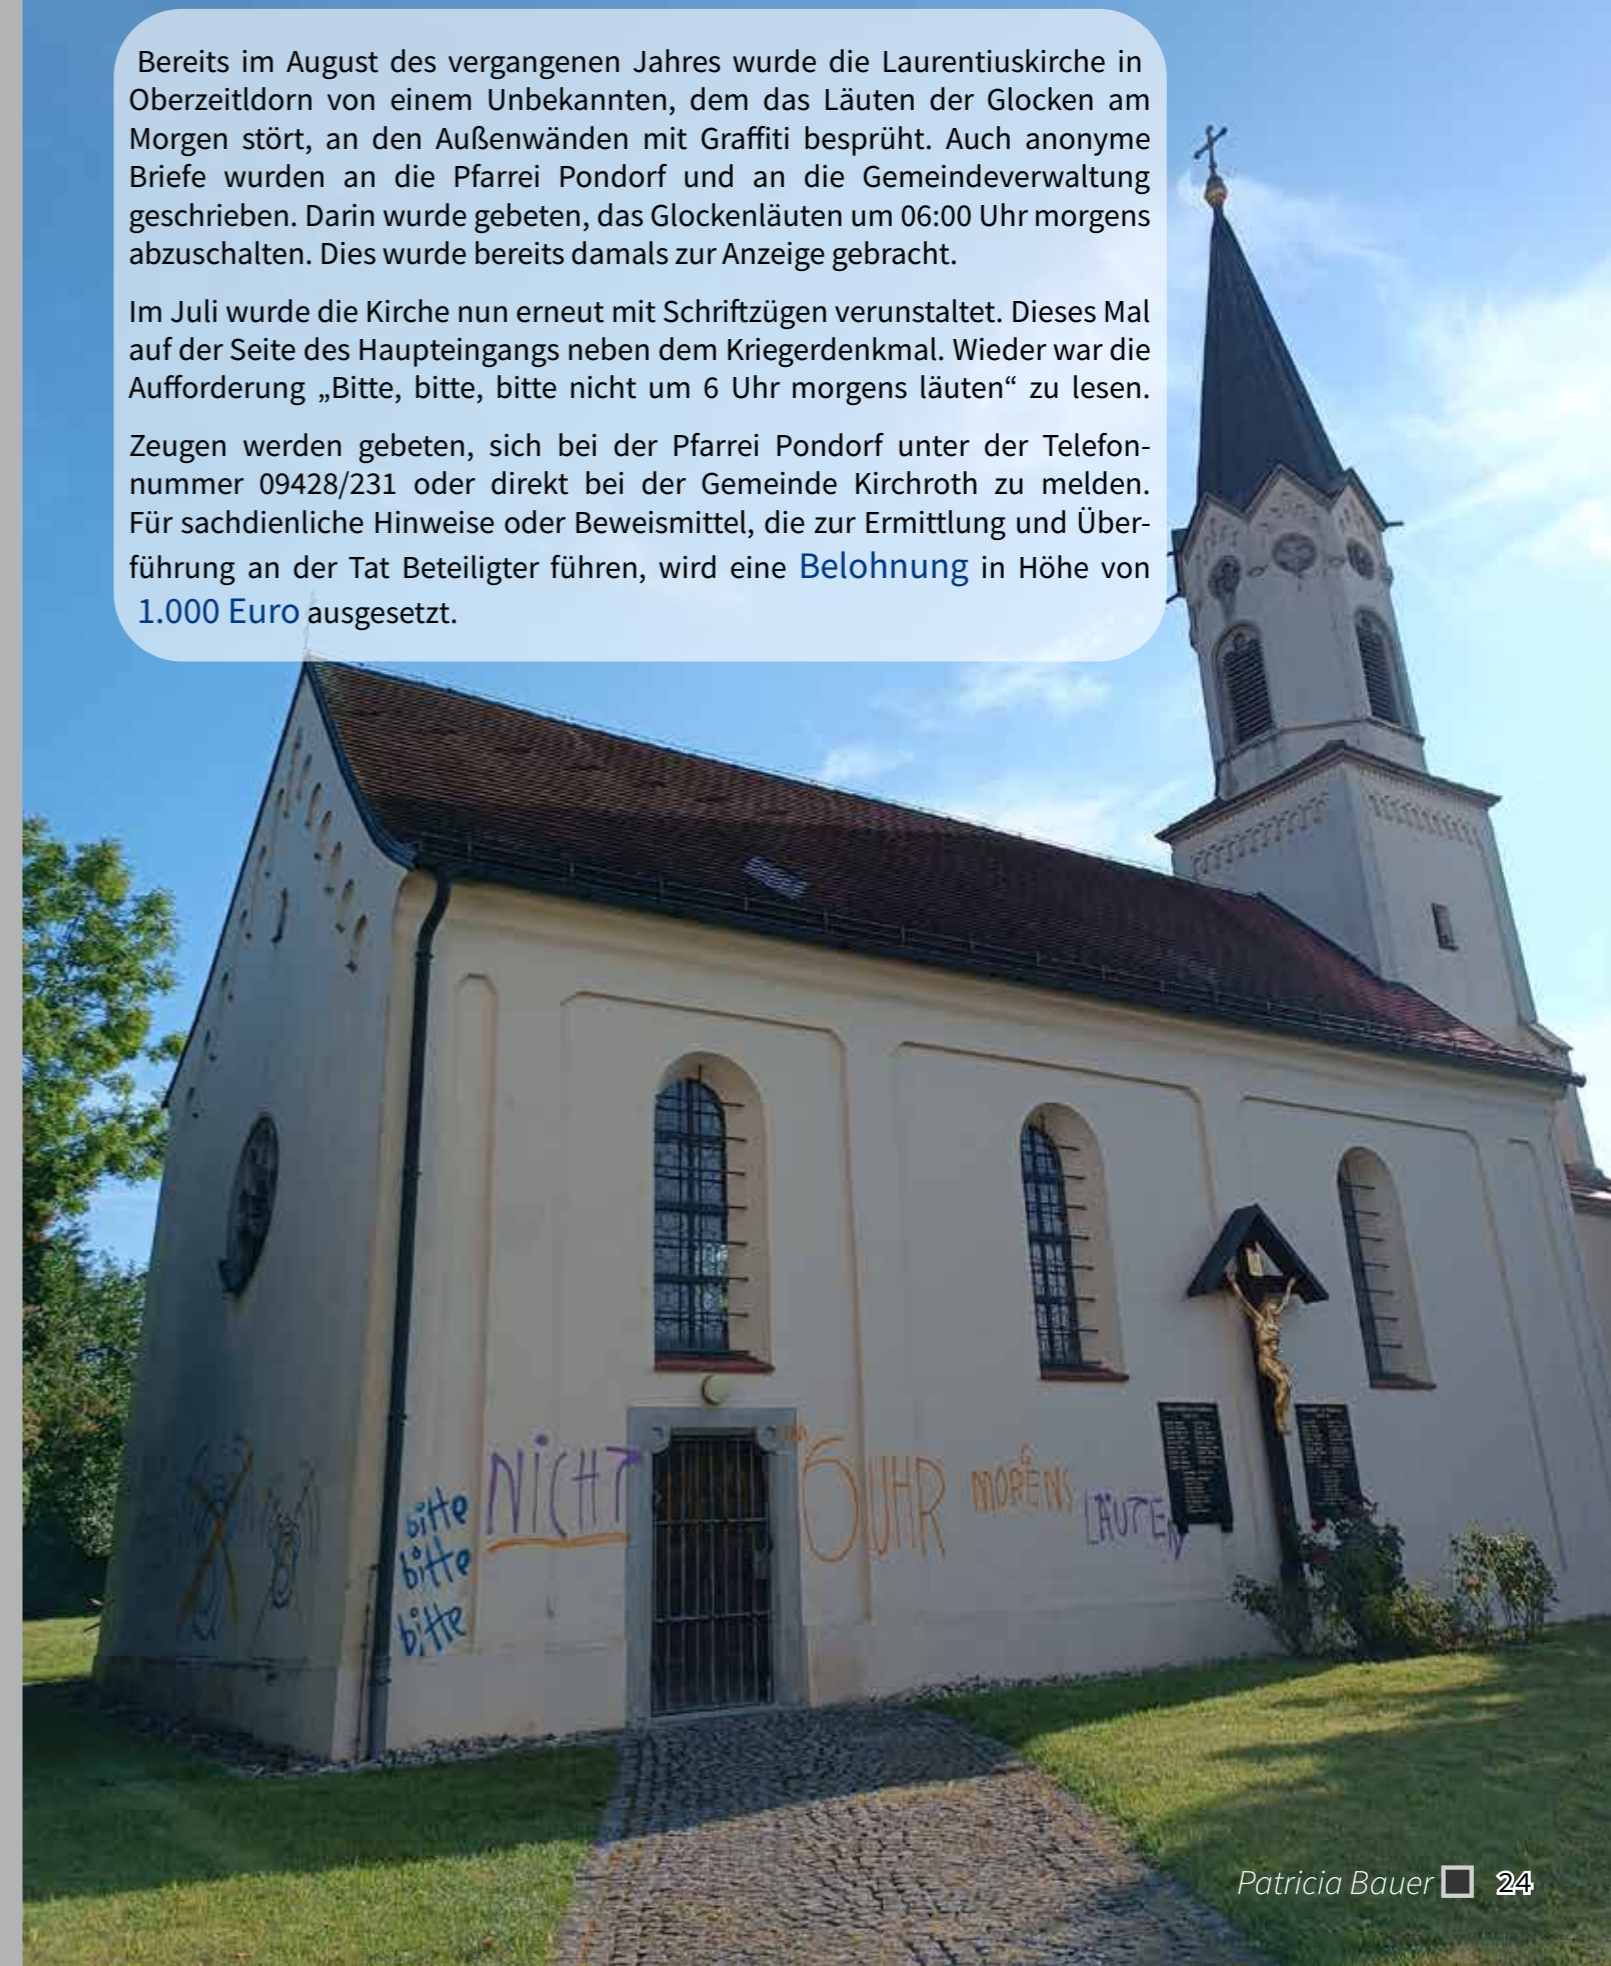 Bereits im August des vergangenen Jahres wurde die Laurentiuskirche in
Oberzeitldorn von einem Unbekannten, dem das Läuten der Glocken am
Morgen stört, an den Außenwänden mit Graffiti besprüht. Auch anonyme
Briefe wurden an die Pfarrei Pondorf und an die Gemeindeverwaltung
geschrieben. Darin wurde gebeten, das Glockenläuten um 06:00 Uhr morgens
abzuschalten. Dies wurde bereits damals zur Anzeige gebracht.
Im Juli wurde die Kirche nun erneut mit Schriftzügen verunstaltet. Dieses Mal
auf der Seite des Haupteingangs neben dem Kriegerdenkmal. Wieder war die
Aufforderung „Bitte, bitte, bitte nicht um 6 Uhr morgens läuten“ zu lesen.
Zeugen werden gebeten, sich bei der Pfarrei Pondorf unter der Telefon-
nummer 09428/231 oder direkt bei der Gemeinde Kirchroth zu melden.
Für sachdienliche Hinweise oder Beweismittel, die zur Ermittlung und Über-
führung an der Tat Beteiligter führen, wird eine Belohnung in Höhe von
1.000 Euro ausgesetzt.
bitte
bitte
bitte
NiCHT um 6 UHR MORGENS LÄUTEN
Patricia Bauer 24